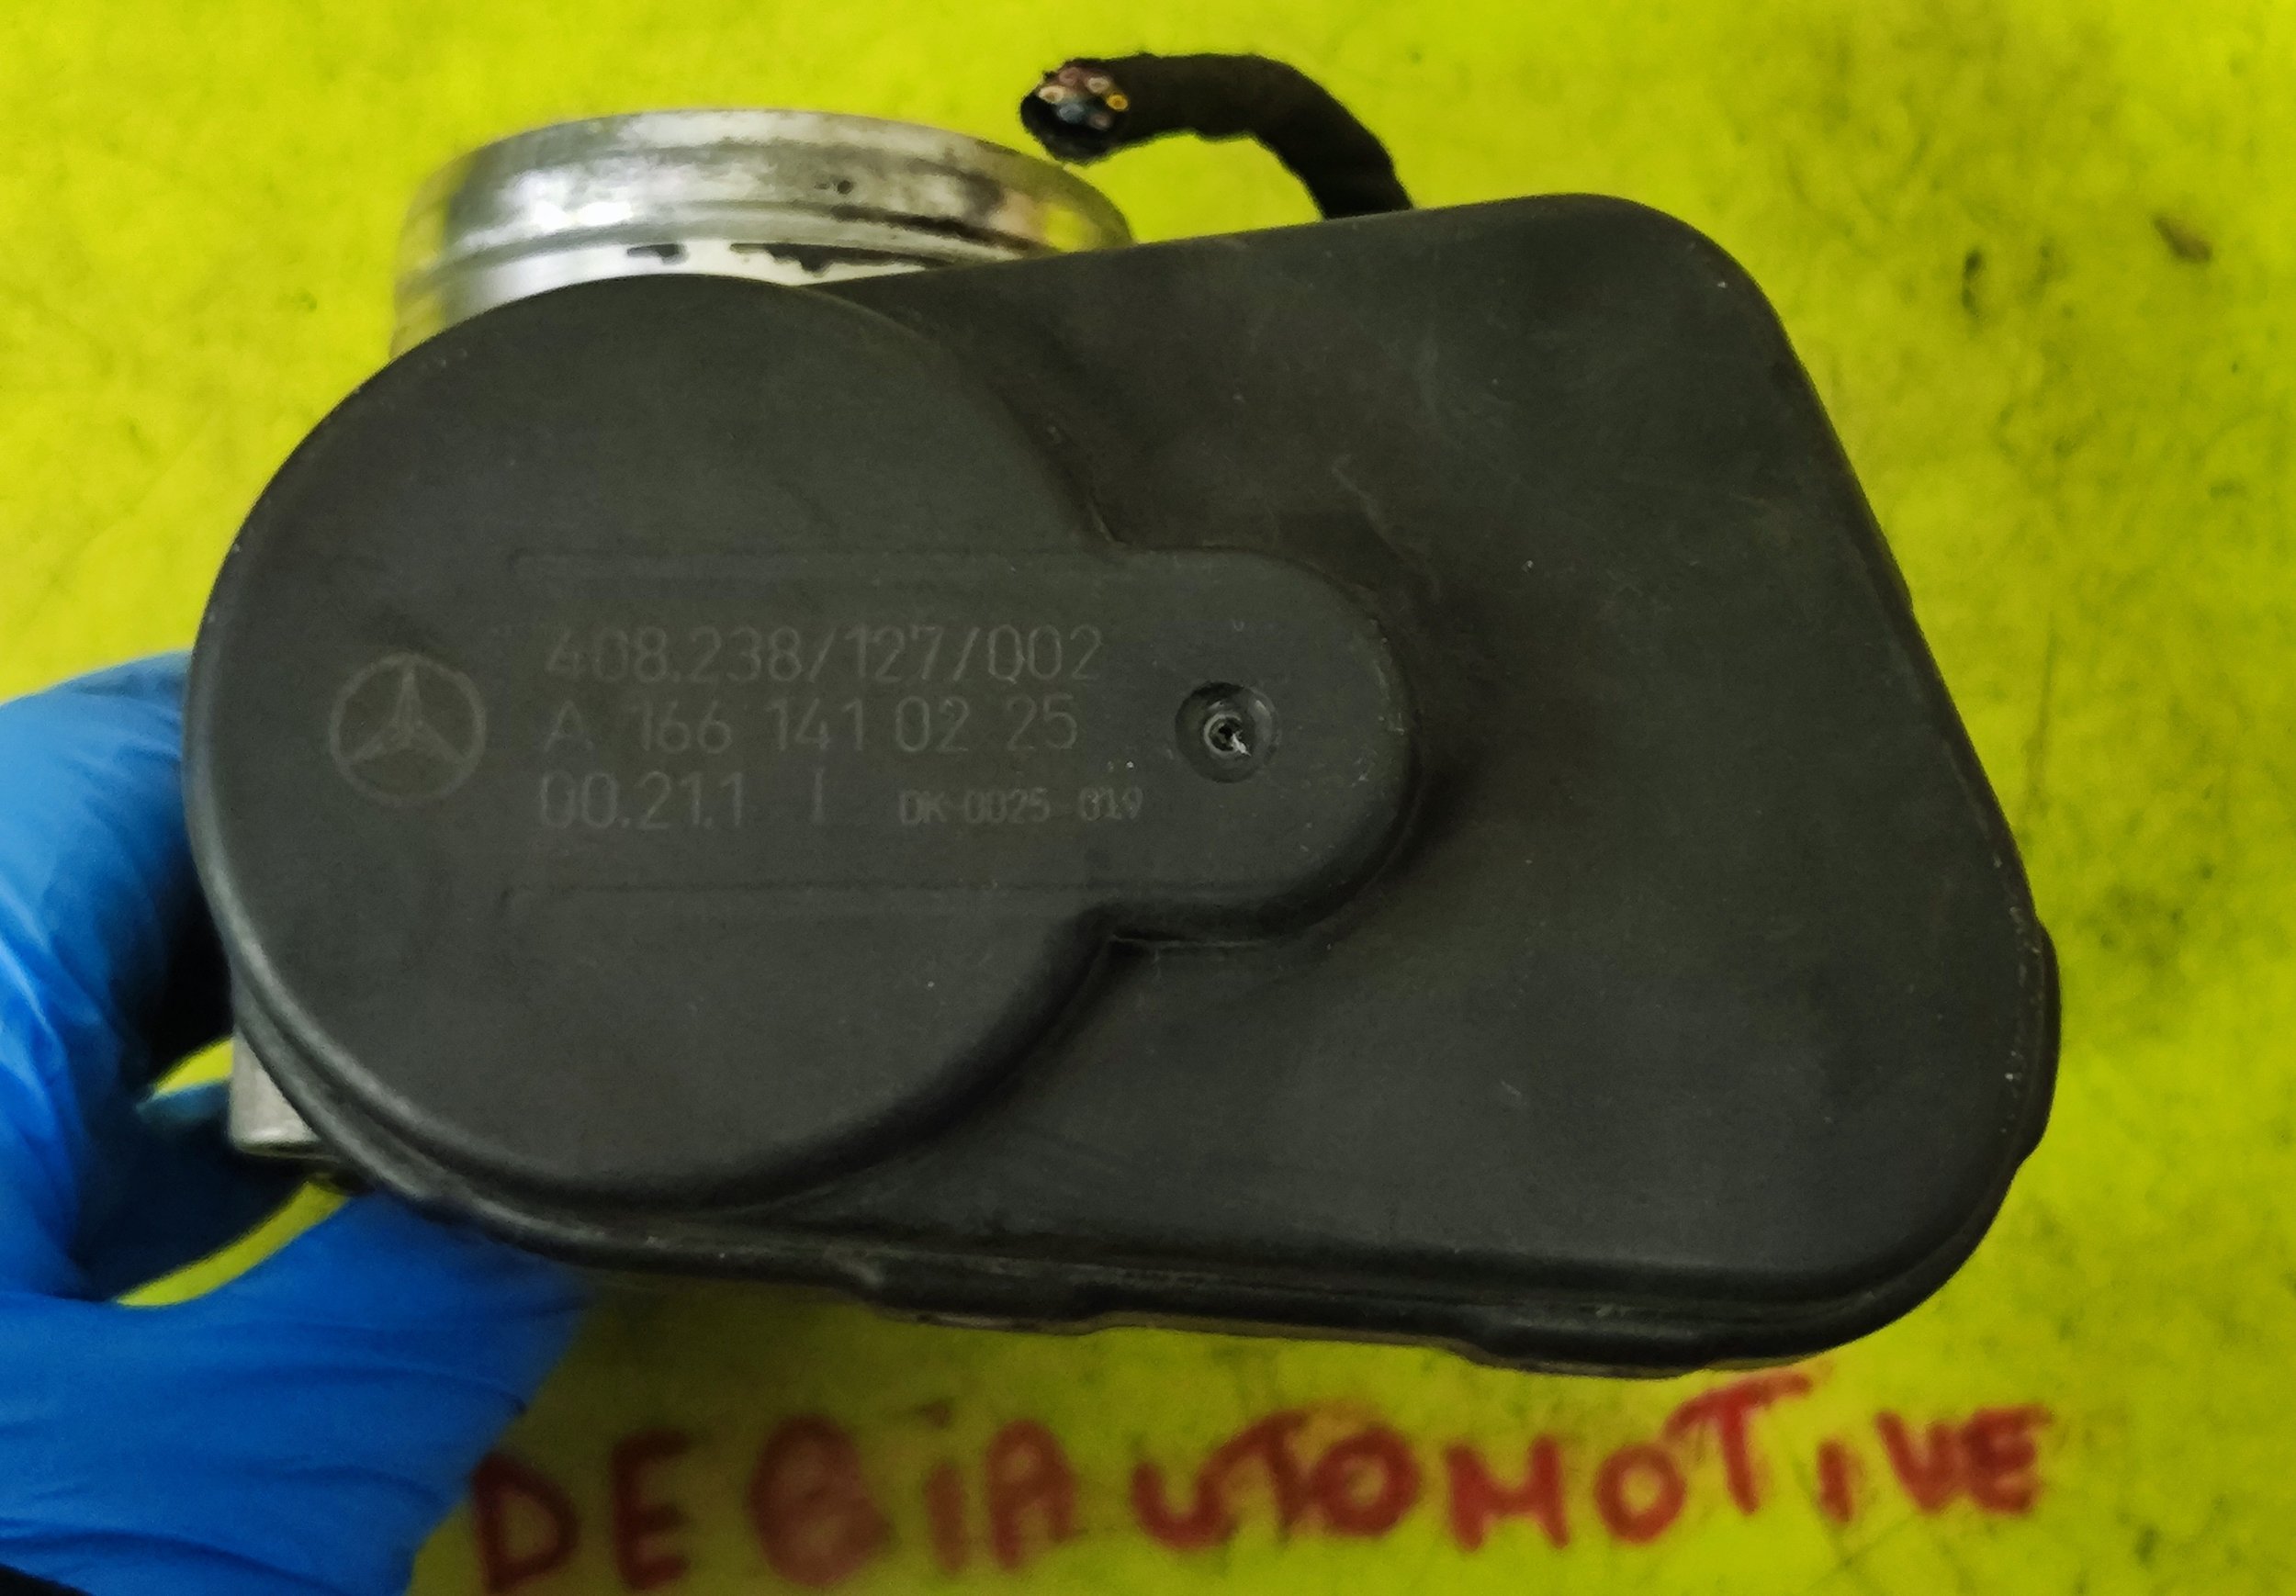 408.238/127/002
A 166 141 02 25
00.21.1 I DK-0025-019
DEBIAUTOMOTIVE